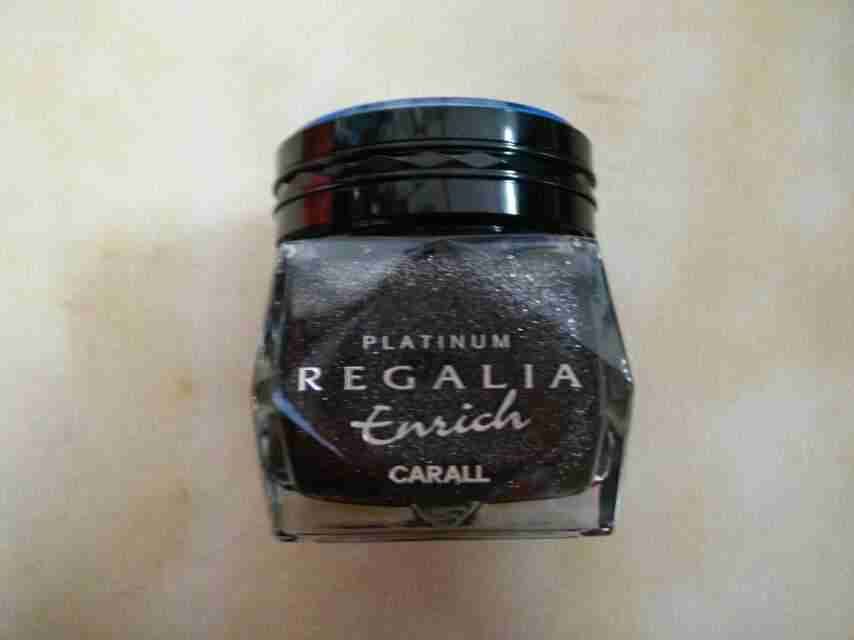 PLATINUM
REGALIA
Enrich
CARALL